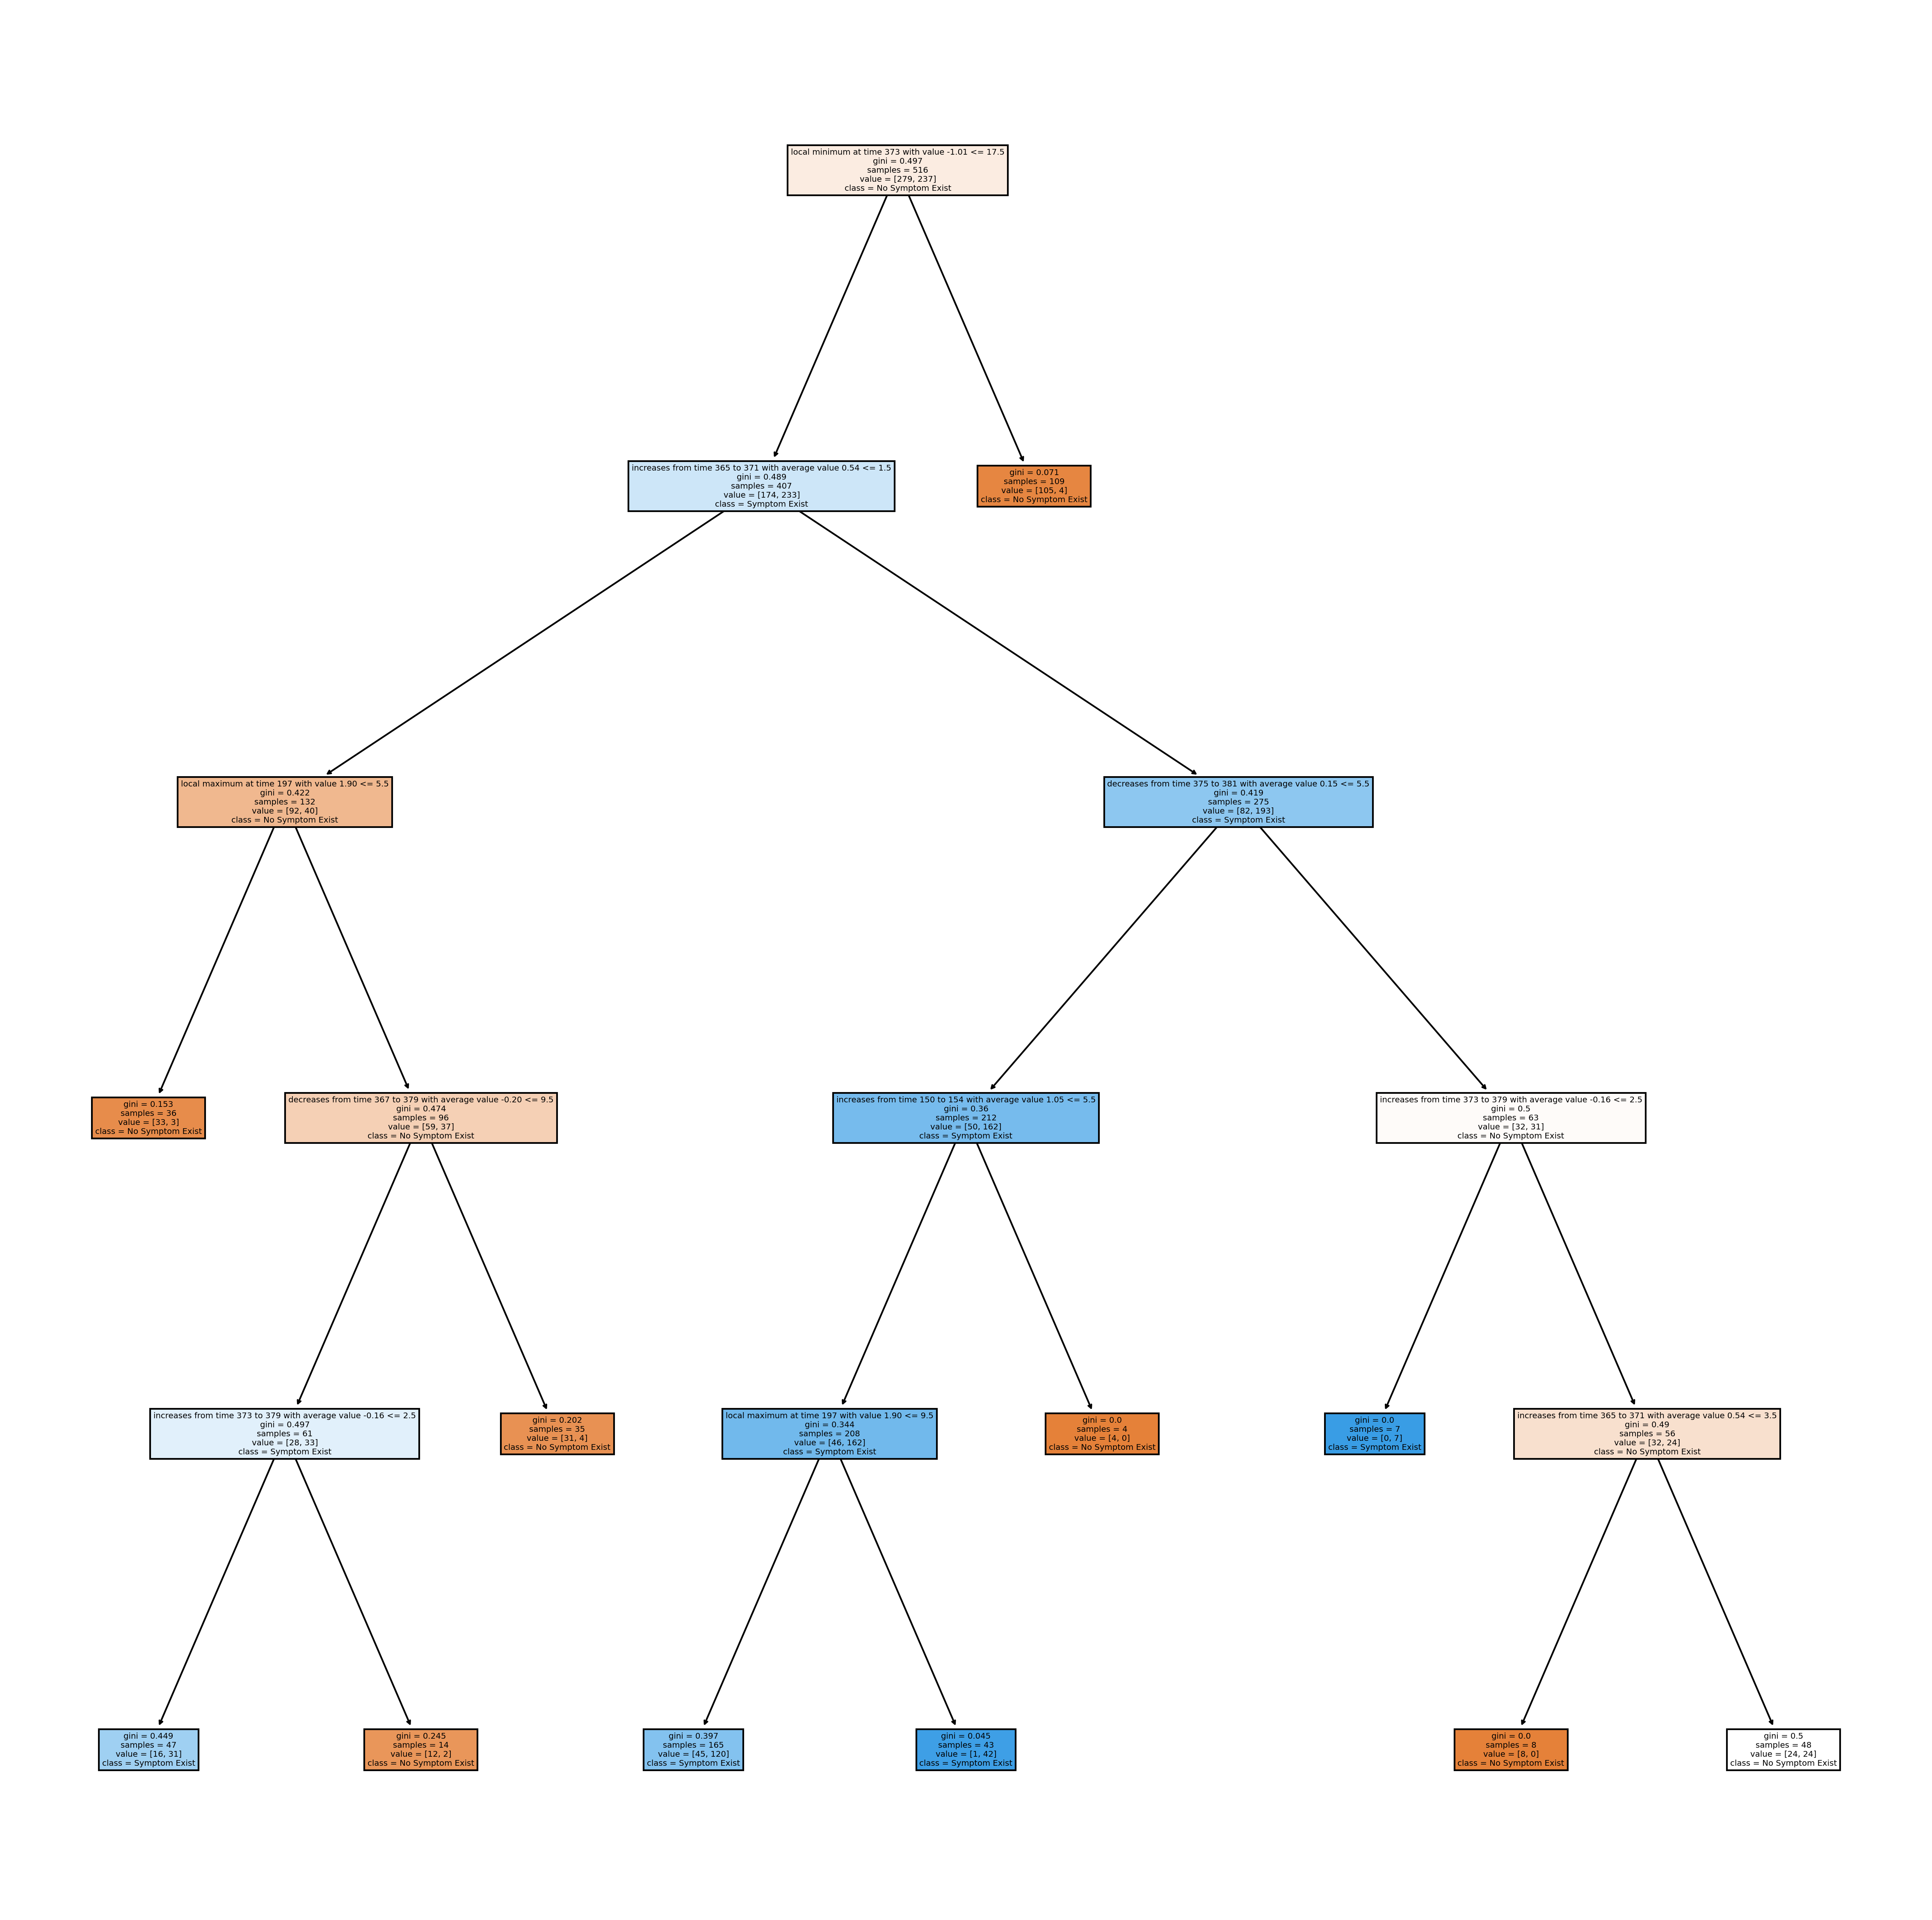 local minimum at time 373 with value -1.01 <= 17.5
gini = 0.497
samples = 516
value = [279, 237]
class = No Symptom Exist
increases from time 365 to 371 with average value 0.54 <= 1.5
gini = 0.489
samples = 407
value = [174, 233]
class = Symptom Exist
gini = 0.071
samples = 109
value = [105, 4]
class = No Symptom Exist
local maximum at time 197 with value 1.90 <= 5.5
gini = 0.422
samples = 132
value = [92, 40]
class = No Symptom Exist
decreases from time 375 to 381 with average value 0.15 <= 5.5
gini = 0.419
samples = 275
value = [82, 193]
class = Symptom Exist
gini = 0.153
samples = 36
value = [33, 3]
class = No Symptom Exist
decreases from time 367 to 379 with average value -0.20 <= 9.5
gini = 0.474
samples = 96
value = [59, 37]
class = No Symptom Exist
increases from time 150 to 154 with average value 1.05 <= 5.5
gini = 0.36
samples = 212
value = [50, 162]
class = Symptom Exist
increases from time 373 to 379 with average value -0.16 <= 2.5
gini = 0.5
samples = 63
value = [32, 31]
class = No Symptom Exist
increases from time 373 to 379 with average value -0.16 <= 2.5
gini = 0.497
samples = 61
value = [28, 33]
class = Symptom Exist
gini = 0.202
samples = 35
value = [31, 4]
class = No Symptom Exist
local maximum at time 197 with value 1.90 <= 9.5
gini = 0.344
samples = 208
value = [46, 162]
class = Symptom Exist
gini = 0.0
samples = 4
value = [4, 0]
class = No Symptom Exist
gini = 0.0
samples = 7
value = [0, 7]
class = Symptom Exist
increases from time 365 to 371 with average value 0.54 <= 3.5
gini = 0.49
samples = 56
value = [32, 24]
class = No Symptom Exist
gini = 0.449
samples = 47
value = [16, 31]
class = Symptom Exist
gini = 0.245
samples = 14
value = [12, 2]
class = No Symptom Exist
gini = 0.397
samples = 165
value = [45, 120]
class = Symptom Exist
gini = 0.045
samples = 43
value = [1, 42]
class = Symptom Exist
gini = 0.0
samples = 8
value = [8, 0]
class = No Symptom Exist
gini = 0.5
samples = 48
value = [24, 24]
class = No Symptom Exist